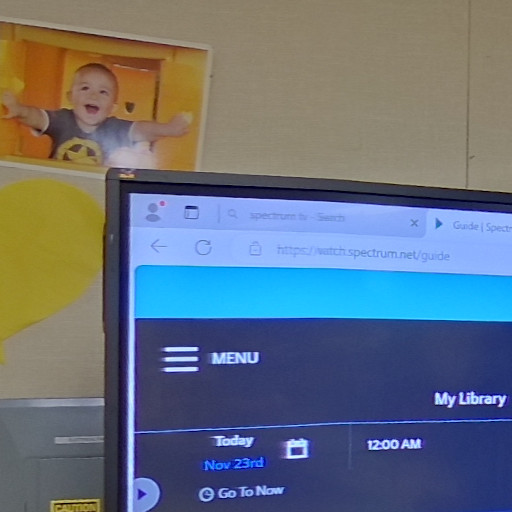 spectrum tv - Search
Guide | Spect
https://watch.spectrum.net/guide
MENU
My Library
Today
12:00 AM
Nov 23rd
Go To Now
CAUTION